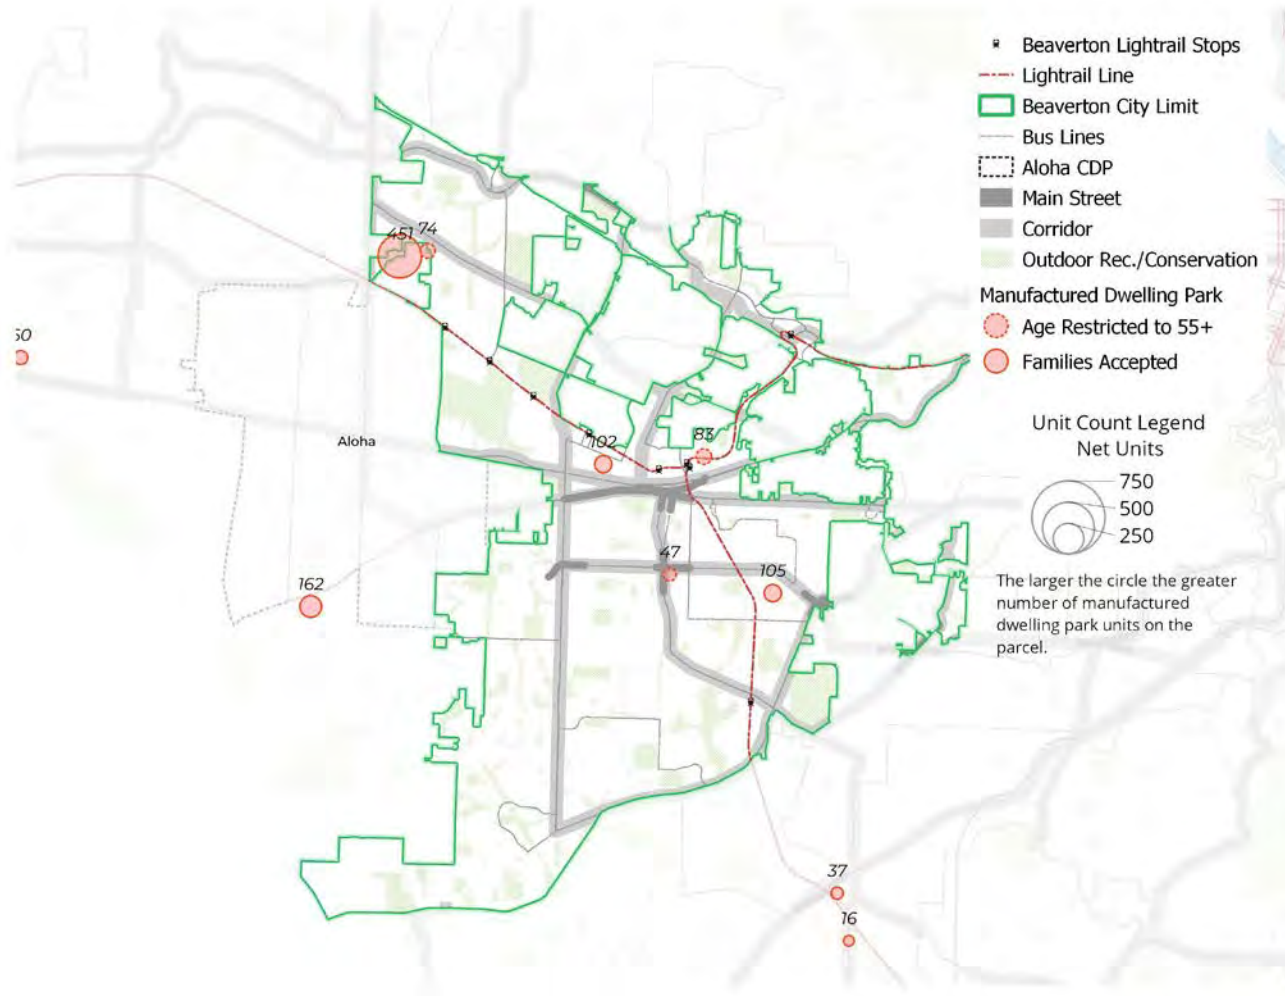 Beaverton Lightrail Stops
Lightrail Line
Beaverton City Limit
Bus Lines
Aloha CDP
Main Street
Corridor
Outdoor Rec./Conservation
Manufactured Dwelling Park
Age Restricted to 55+
Families Accepted
Unit Count Legend
Net Units
750
500
250
The larger the circle the greater
number of manufactured
dwelling park units on the
parcel.
451
74
Aloha
102
83
47
105
162
37
16